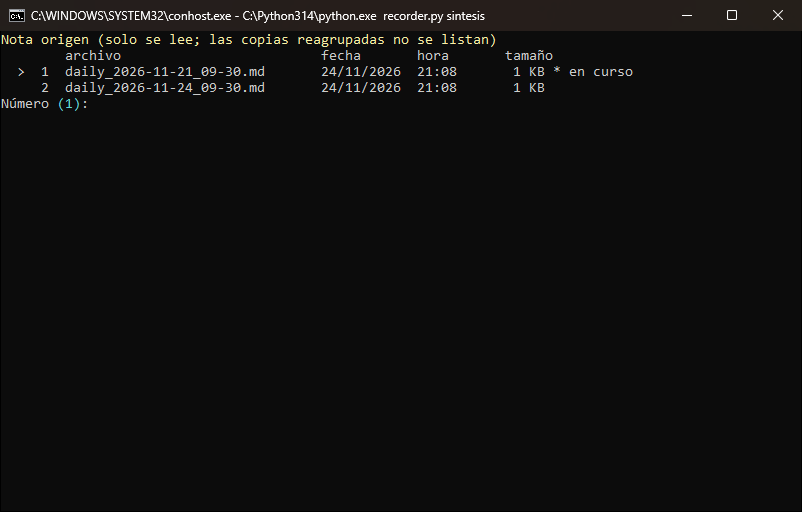 C:\WINDOWS\SYSTEM32\conhost.exe - C:\Python314\python.exe  recorder.py sintesis
Nota origen (solo se lee; las copias reagrupadas no se listan)
        archivo                         fecha       hora       tamaño
  >  1  daily_2026-11-21_09-30.md       24/11/2026  21:08       1 KB * en curso
     2  daily_2026-11-24_09-30.md       24/11/2026  21:08       1 KB
Número (1):